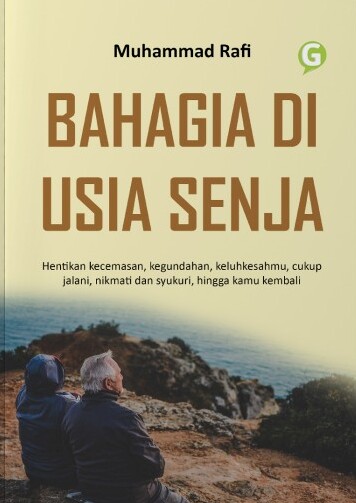 Muhammad Rafi
G
BAHAGIA DI
USIA SENJA
Hentikan kecemasan, kegundahan, keluhkesahmu, cukup
jalani, nikmati dan syukuri, hingga kamu kembali